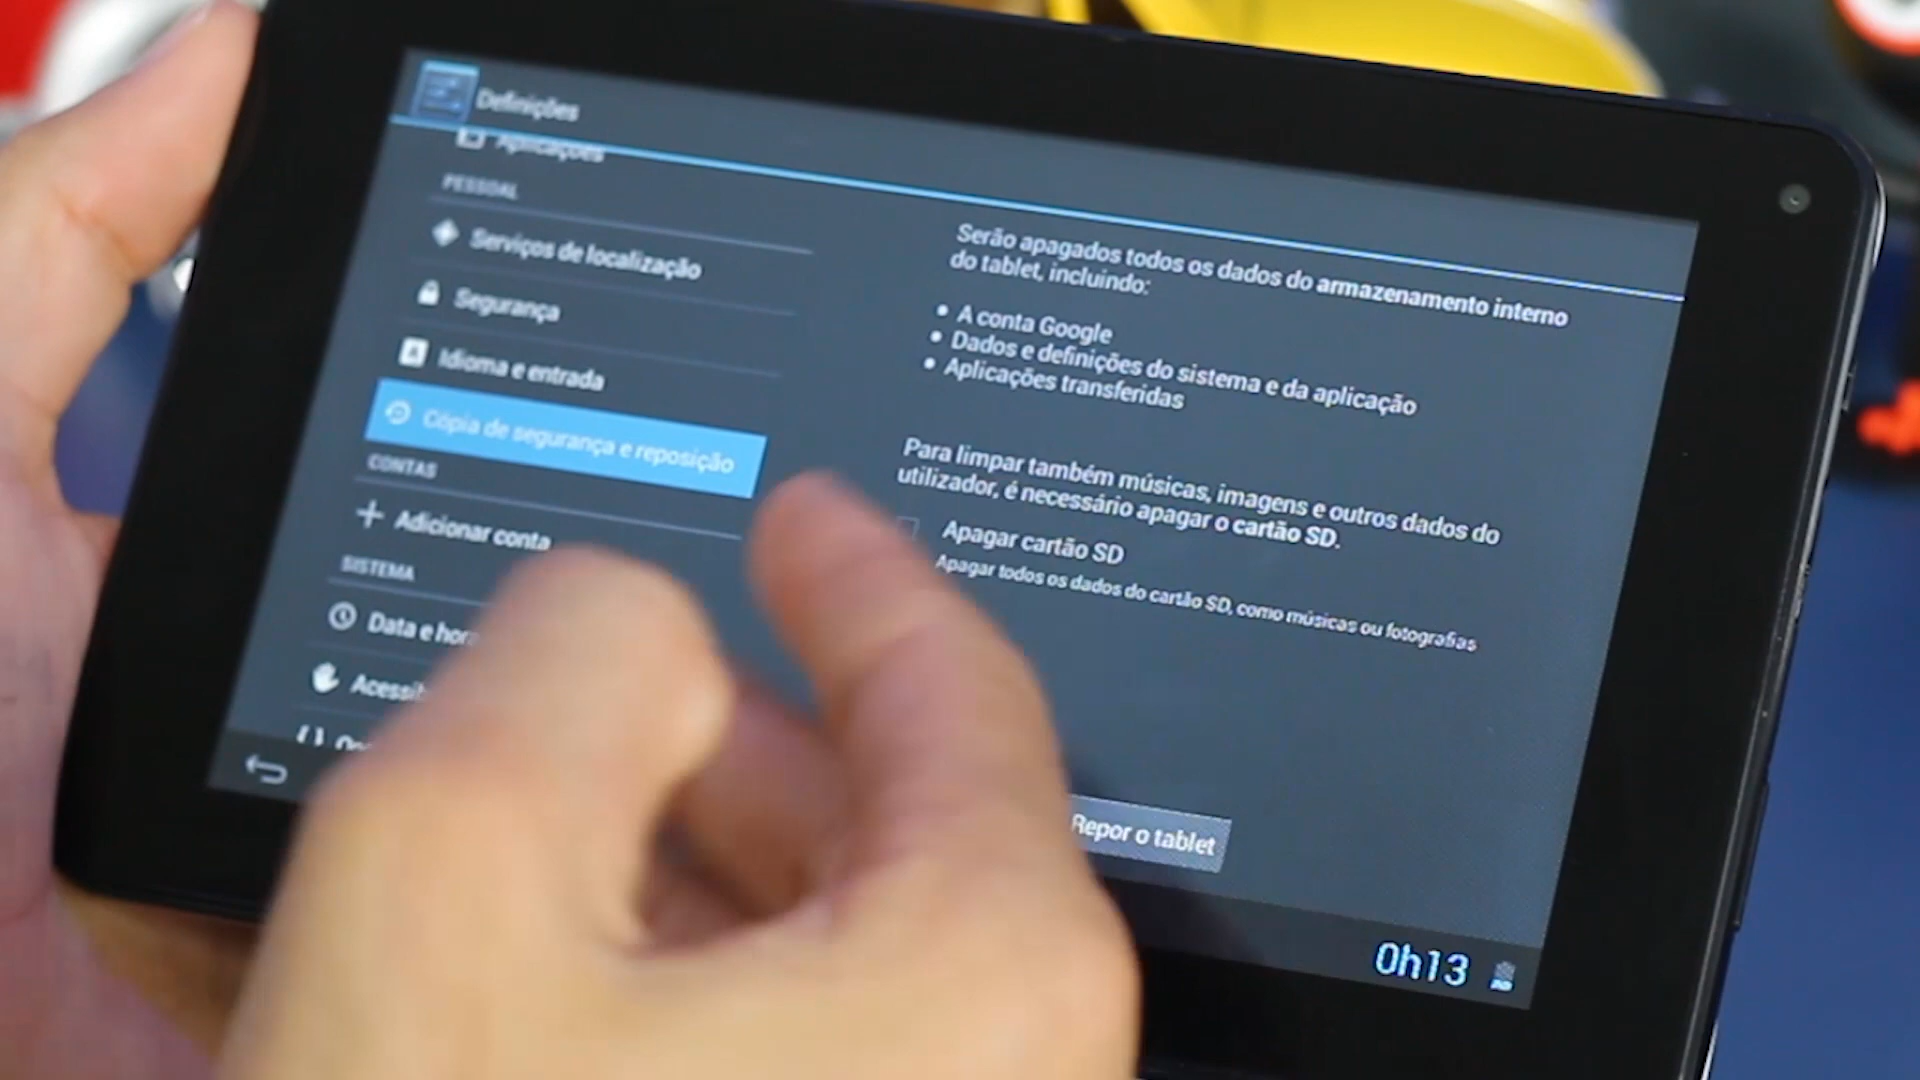 Definições
Aplicações
PESSOAL
Serviços de localização
Segurança
Idioma e entrada
Cópia de segurança e reposição
CONTAS
Adicionar conta
SISTEMA
Data e hora
Serão apagados todos os dados do armazenamento interno
do tablet, incluindo:
• A conta Google
• Dados e definições do sistema e da aplicação
• Aplicações transferidas
Para limpar também músicas, imagens e outros dados do
utilizador, é necessário apagar o cartão SD.
Apagar cartão SD
Apagar todos os dados do cartão SD, como músicas ou fotografias
Repor o tablet
0h13